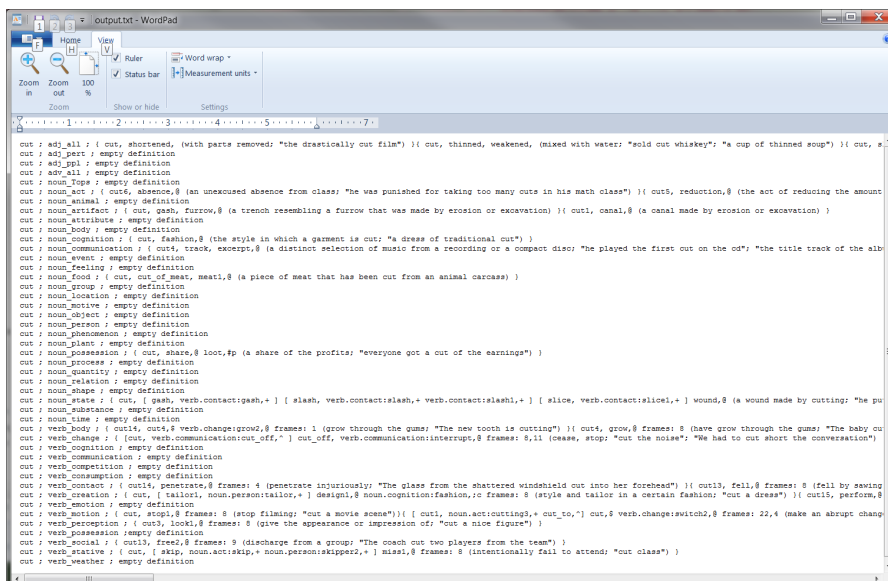 output.txt - WordPad
1 2 3
F
Home View
H V
Zoom in
Zoom out
100 %
Ruler
Status bar
Word wrap
Measurement units
Zoom
Show or hide
Settings
1 2 3 4 5 7
cut ; adj_all ; { cut, shortened, (with parts removed; "the drastically cut film") }{ cut, thinned, weakened, (mixed with water; "sold cut whiskey"; "a cup of thinned soup") }{ cut, s
cut ; adj_pert ; empty definition
cut ; adj_ppl ; empty definition
cut ; adv_all ; empty definition
cut ; noun_Tops ; empty definition
cut ; noun_act ; { cut6, absence,@ (an unexcused absence from class; "he was punished for taking too many cuts in his math class") }{ cut5, reduction,@ (the act of reducing the amount
cut ; noun_animal ; empty definition
cut ; noun_artifact ; { cut, gash, furrow,@ (a trench resembling a furrow that was made by erosion or excavation) }{ cut1, canal,@ (a canal made by erosion or excavation) }
cut ; noun_attribute ; empty definition
cut ; noun_body ; empty definition
cut ; noun_cognition ; { cut, fashion,@ (the style in which a garment is cut; "a dress of traditional cut") }
cut ; noun_communication ; { cut4, track, excerpt,@ (a distinct selection of music from a recording or a compact disc; "he played the first cut on the cd"; "the title track of the alb
cut ; noun_event ; empty definition
cut ; noun_feeling ; empty definition
cut ; noun_food ; { cut, cut_of_meat, meat1,@ (a piece of meat that has been cut from an animal carcass) }
cut ; noun_group ; empty definition
cut ; noun_location ; empty definition
cut ; noun_motive ; empty definition
cut ; noun_object ; empty definition
cut ; noun_person ; empty definition
cut ; noun_phenomenon ; empty definition
cut ; noun_plant ; empty definition
cut ; noun_possession ; { cut, share,@ loot,#p (a share of the profits; "everyone got a cut of the earnings") }
cut ; noun_process ; empty definition
cut ; noun_quantity ; empty definition
cut ; noun_relation ; empty definition
cut ; noun_shape ; empty definition
cut ; noun_state ; { cut, [ gash, verb.contact:gash,+ ] [ slash, verb.contact:slash,+ verb.contact:slash1,+ ] [ slice, verb.contact:slice1,+ ] wound,@ (a wound made by cutting; "he pu
cut ; noun_substance ; empty definition
cut ; noun_time ; empty definition
cut ; verb_body ; { cut14, cut4,$ verb.change:grow2,@ frames: 1 (grow through the gums; "The new tooth is cutting") }{ cut4, grow,@ frames: 8 (have grow through the gums; "The baby cu
cut ; verb_change ; { [cut, verb.communication:cut_off,^ ] cut_off, verb.communication:interrupt,@ frames: 8,11 (cease, stop; "cut the noise"; "We had to cut short the conversation")
cut ; verb_cognition ; empty definition
cut ; verb_communication ; empty definition
cut ; verb_competition ; empty definition
cut ; verb_consumption ; empty definition
cut ; verb_contact ; { cut14, penetrate,@ frames: 4 (penetrate injuriously; "The glass from the shattered windshield cut into her forehead") }{ cut13, fell,@ frames: 8 (fell by sawing
cut ; verb_creation ; { cut, [ tailor1, noun.person:tailor,+ ] design1,@ noun.cognition:fashion,;c frames: 8 (style and tailor in a certain fashion; "cut a dress") }{ cut15, perform,@
cut ; verb_emotion ; empty definition
cut ; verb_motion ; { cut, stop1,@ frames: 8 (stop filming; "cut a movie scene")}{ [ cut1, noun.act:cutting3,+ cut_to,^] cut,$ verb.change:switch2,@ frames: 22,4 (make an abrupt chang
cut ; verb_perception ; { cut3, look1,@ frames: 8 (give the appearance or impression of; "cut a nice figure") }
cut ; verb_possession ;empty definition
cut ; verb_social ; { cut13, free2,@ frames: 9 (discharge from a group; "The coach cut two players from the team") }
cut ; verb_stative ; { cut, [ skip, noun.act:skip,+ noun.person:skipper2,+ ] miss1,@ frames: 8 (intentionally fail to attend; "cut class") }
cut ; verb_weather ; empty definition